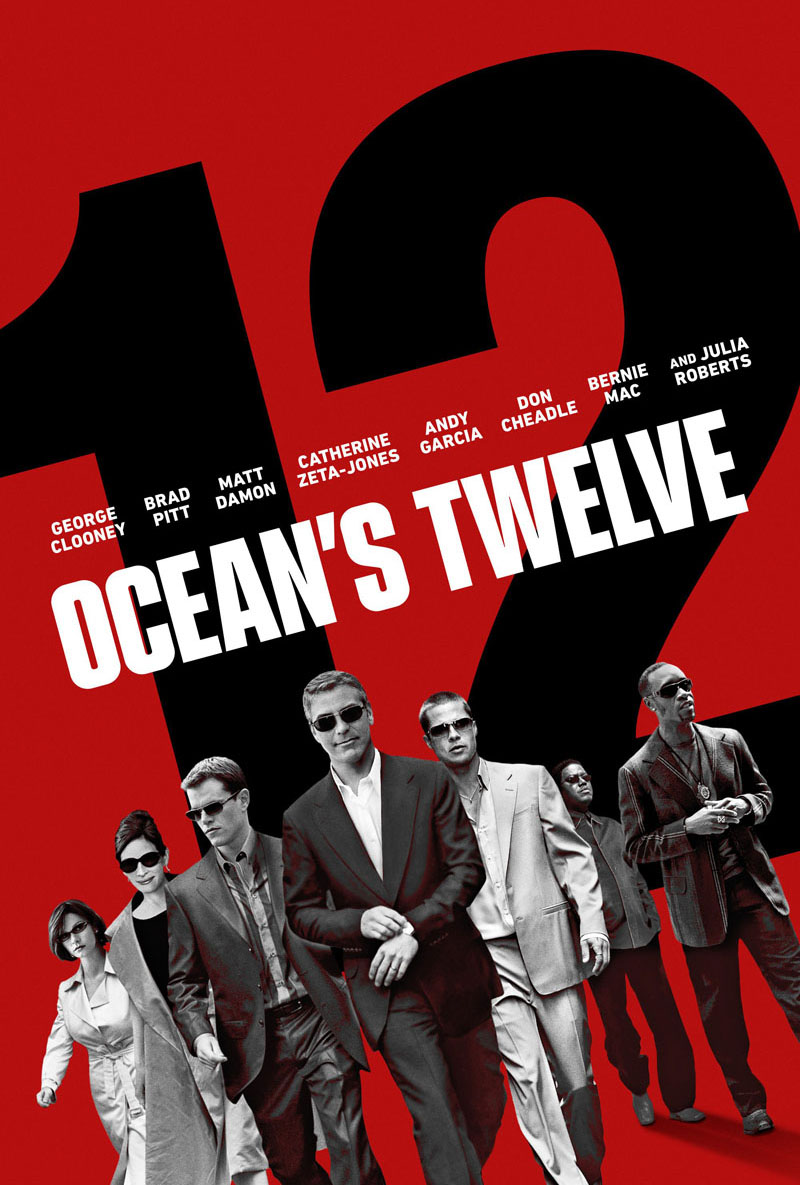 12
GEORGE
CLOONEY
BRAD
PITT
MATT
DAMON
CATHERINE
ZETA-JONES
ANDY
GARCIA
DON
CHEADLE
BERNIE
MAC
AND JULIA
ROBERTS
OCEAN'S TWELVE